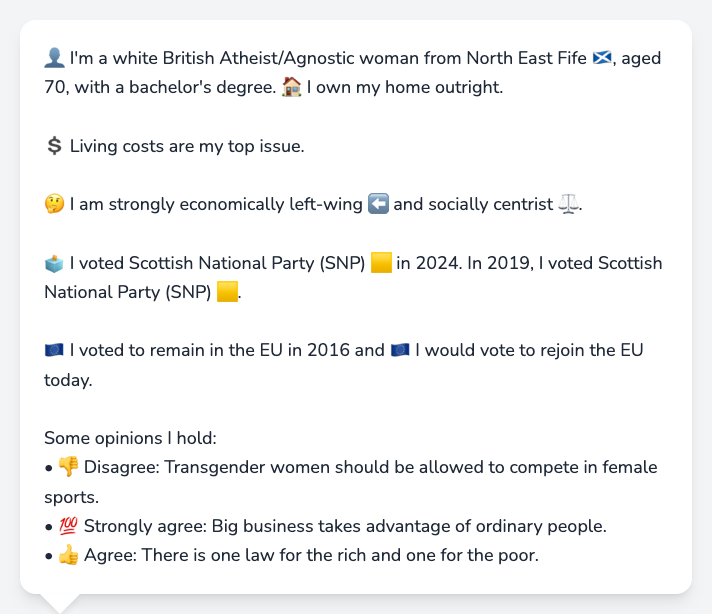 👤 I'm a white British Atheist/Agnostic woman from North East Fife 🏴󠁧󠁢󠁳󠁣󠁴󠁿, aged
70, with a bachelor's degree. 🏠 I own my home outright.
💲 Living costs are my top issue.
🤔 I am strongly economically left-wing ⬅️ and socially centrist ⚖️.
🗳️ I voted Scottish National Party (SNP) 🟨 in 2024. In 2019, I voted Scottish
National Party (SNP) 🟨.
🇪🇺 I voted to remain in the EU in 2016 and 🇪🇺 I would vote to rejoin the EU
today.
Some opinions I hold:
• 👎 Disagree: Transgender women should be allowed to compete in female
sports.
• 💯 Strongly agree: Big business takes advantage of ordinary people.
• 👍 Agree: There is one law for the rich and one for the poor.